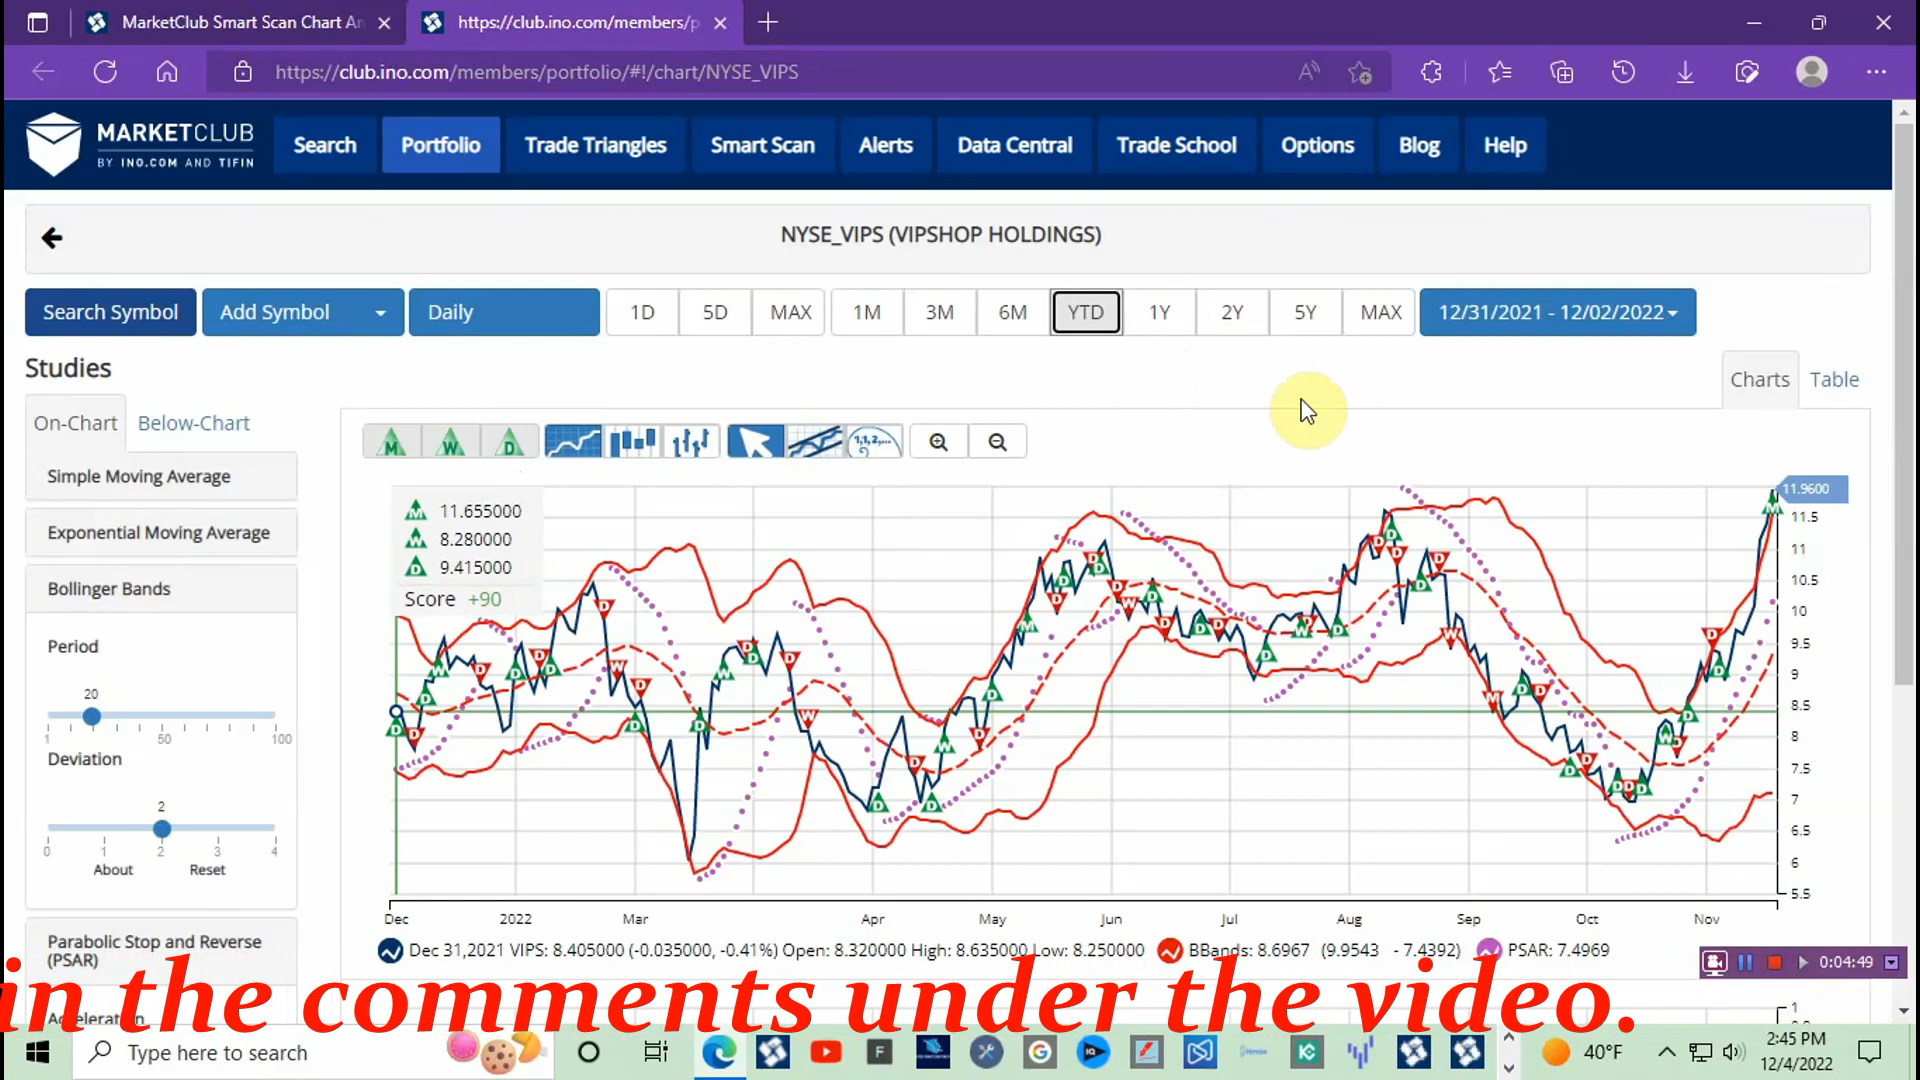 MarketClub Smart Scan Chart An
https://club.ino.com/members/p
https://club.ino.com/members/portfolio/#!/chart/NYSE_VIPS
MARKETCLUB
BY INO.COM AND TIFIN
Search
Portfolio
Trade Triangles
Smart Scan
Alerts
Data Central
Trade School
Options
Blog
Help
NYSE_VIPS (VIPSHOP HOLDINGS)
Search Symbol
Add Symbol
Daily
1D
5D
MAX
1M
3M
6M
YTD
1Y
2Y
5Y
MAX
12/31/2021 - 12/02/2022
Studies
Charts
Table
On-Chart
Below-Chart
Simple Moving Average
Exponential Moving Average
Bollinger Bands
Period
20
1
50
100
Deviation
2
0
1
2
3
4
About
Reset
Parabolic Stop and Reverse
(PSAR)
Acceleration
M W D
1,1,2,...
M 11.655000
W 8.280000
D 9.415000
Score +90
11.9600
11.5
11
10.5
10
9.5
9
8.5
8
7.5
7
6.5
6
5.5
Dec
2022
Mar
Apr
May
Jun
Jul
Aug
Sep
Oct
Nov
Dec 31,2021 VIPS: 8.405000 (-0.035000, -0.41%) Open: 8.320000 High: 8.635000 Low: 8.250000
BBands: 8.6967 (9.9543 - 7.4392)
PSAR: 7.4969
0:04:49
1
in the comments under the video.
Type here to search
40°F
2:45 PM
12/4/2022